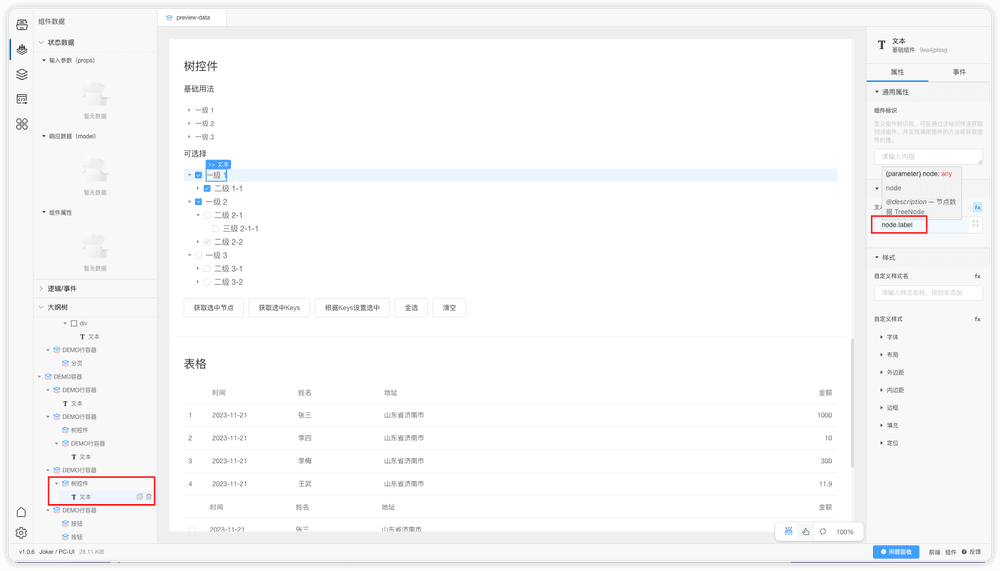 组件数据
preview-data
状态数据
输入参数（props）
暂无数据
响应数据（model）
暂无数据
组件属性
暂无数据
逻辑/事件
大纲树
div
文本
DEMO行容器
分页
DEMO容器
DEMO行容器
文本
DEMO行容器
树控件
DEMO行容器
文本
DEMO行容器
树控件
文本
DEMO行容器
按钮
按钮
树控件
基础用法
一级 1
一级 2
一级 3
可选择
>> 文本
一级 1
二级 1-1
一级 2
二级 2-1
三级 2-1-1
二级 2-2
一级 3
二级 3-1
二级 3-2
获取选中节点 获取选中Keys 根据Keys设置选中 全选 清空
表格
时间 姓名 地址 金额
1 2023-11-21 张三 山东省济南市 1000
2 2023-11-21 李四 山东省济南市 10
3 2023-11-21 李梅 山东省济南市 300
4 2023-11-21 王武 山东省济南市 11.9
时间 姓名 地址 金额
2023-11-21 张三 山东省济南市
100%
T 文本
基础组件
属性 事件
通用属性
组件标识
请输入内容
(parameter) node: any
node
@description — 节点数
据 TreeNode
fx
node.label
样式
自定义样式名 fx
请输入样式名称，按回车添加
自定义样式 fx
字体
布局
外边距
内边距
边框
填充
定位
v1.0.6 Joker / PC-UI 28.11 KiB
前端 组件 反馈